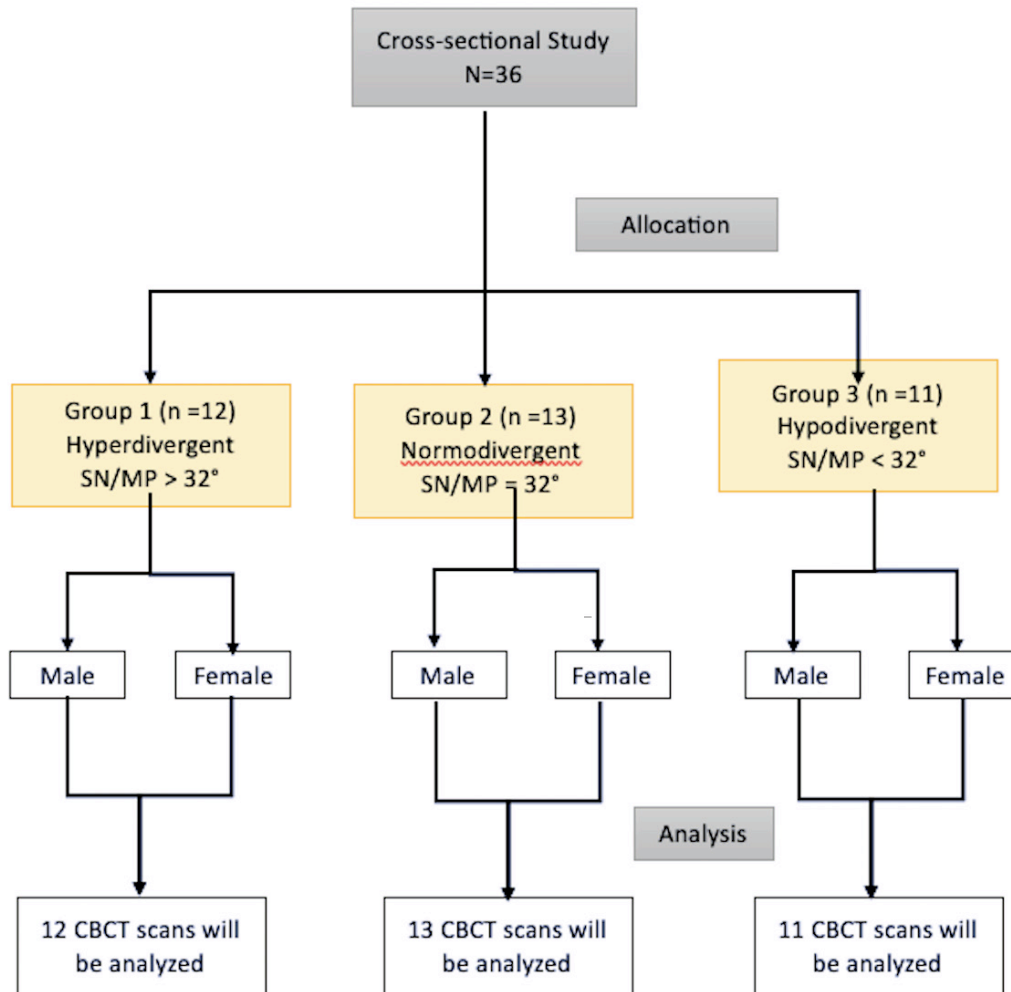 Cross-sectional Study
N=36
Allocation
Group 1 (n =12)
Hyperdivergent
SN/MP > 32°
Group 2 (n =13)
Normodivergent
SN/MP = 32°
Group 3 (n =11)
Hypodivergent
SN/MP < 32°
Male
Female
Male
Female
Male
Female
Analysis
12 CBCT scans will
be analyzed
13 CBCT scans will
be analyzed
11 CBCT scans will
be analyzed